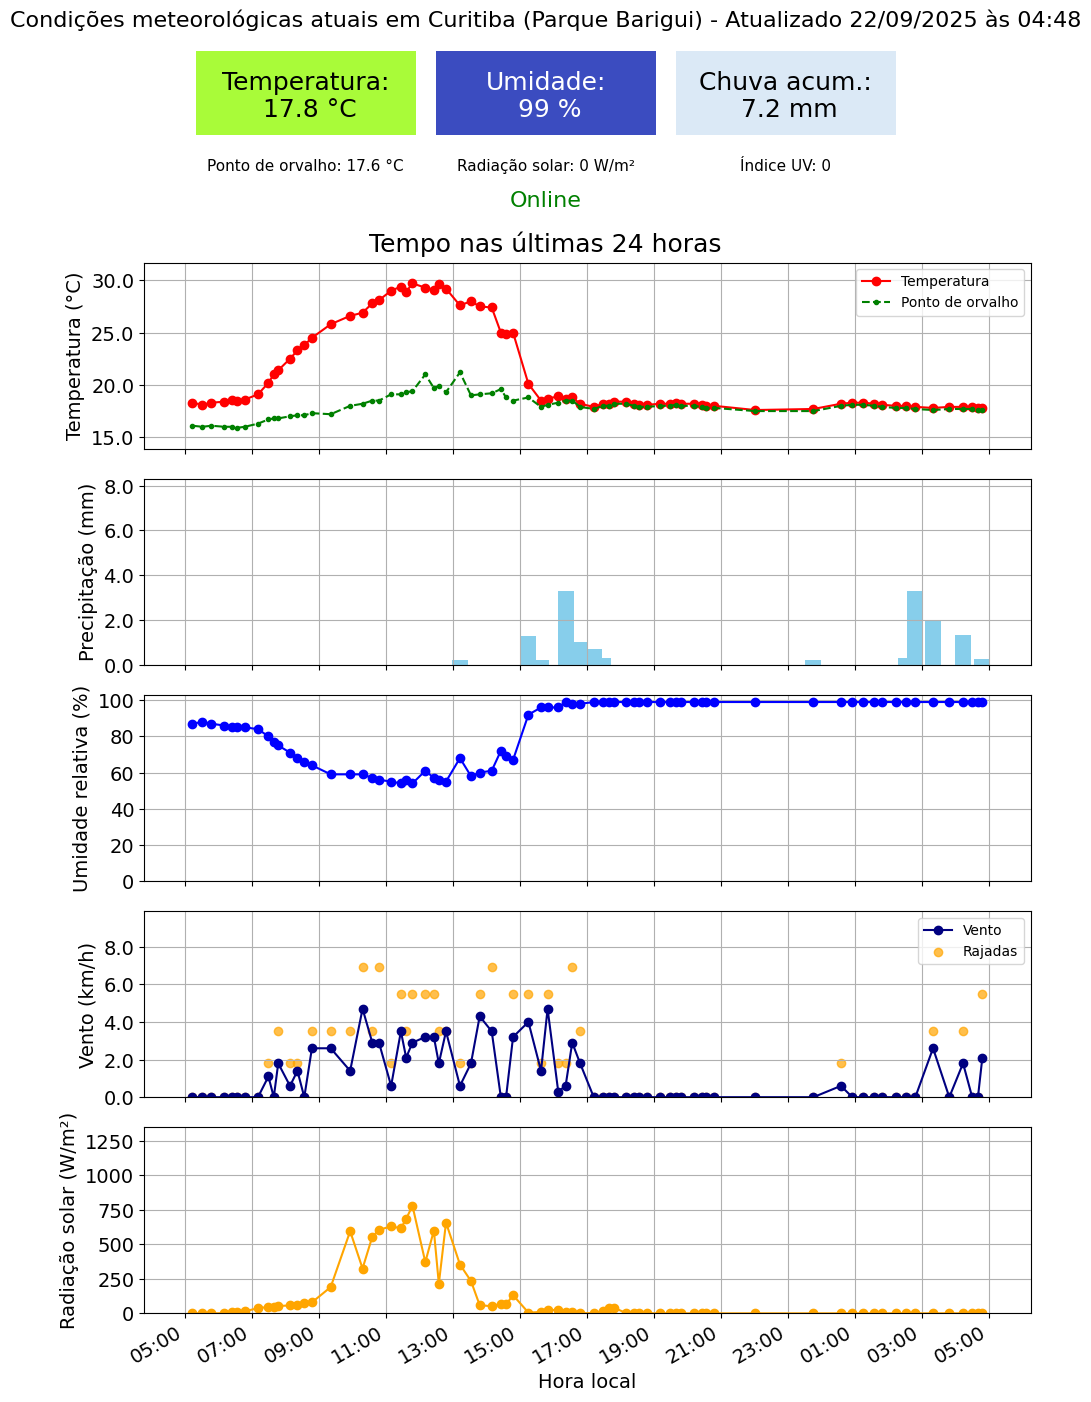 Condições meteorológicas atuais em Curitiba (Parque Barigui) - Atualizado 22/09/2025 às 04:48
Temperatura:
17.8 °C
Umidade:
99 %
Chuva acum.:
7.2 mm
Ponto de orvalho: 17.6 °C
Radiação solar: 0 W/m²
Índice UV: 0
Online
Tempo nas últimas 24 horas
Temperatura (°C)
30.0
25.0
20.0
15.0
Temperatura
Ponto de orvalho
Precipitação (mm)
8.0
6.0
4.0
2.0
0.0
Umidade relativa (%)
100
80
60
40
20
0
Vento (km/h)
8.0
6.0
4.0
2.0
0.0
Vento
Rajadas
Radiação solar (W/m²)
1250
1000
750
500
250
0
05:00
07:00
09:00
11:00
13:00
15:00
17:00
19:00
21:00
23:00
01:00
03:00
05:00
Hora local